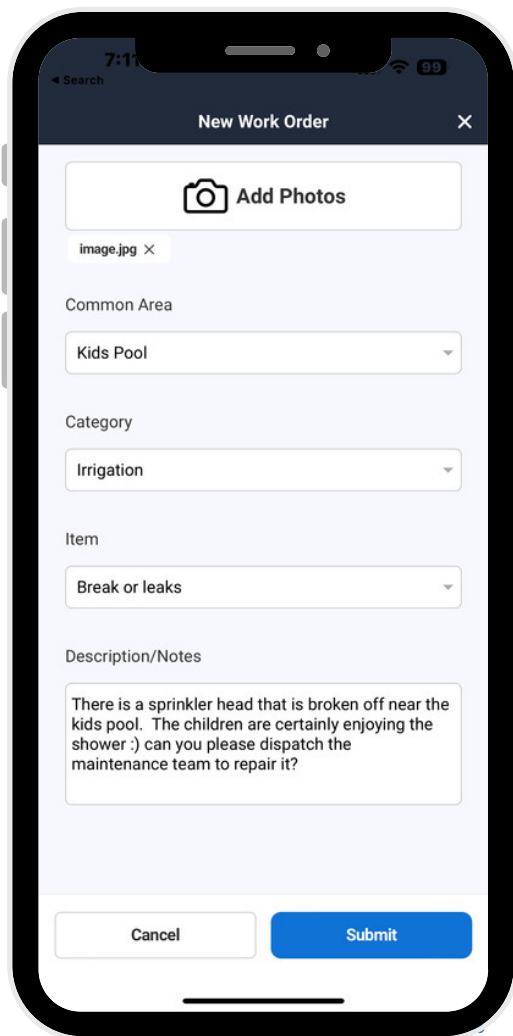 7:11
99
◂ Search
New Work Order
Add Photos
image.jpg
Common Area
Kids Pool
Category
Irrigation
Item
Break or leaks
Description/Notes
There is a sprinkler head that is broken off near the
kids pool.  The children are certainly enjoying the
shower :) can you please dispatch the
maintenance team to repair it?
Cancel
Submit